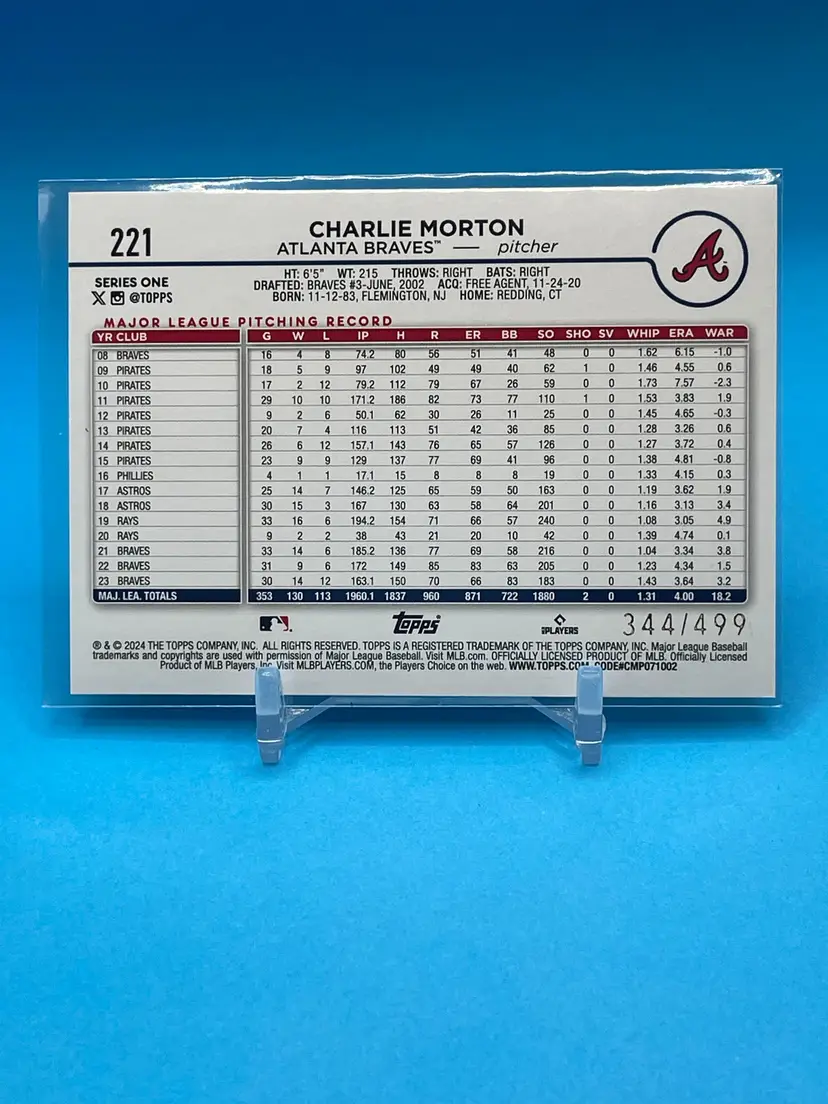 221
CHARLIE MORTON
ATLANTA BRAVES™ — pitcher
A
SERIES ONE
@TOPPS
HT: 6'5" WT: 215 THROWS: RIGHT BATS: RIGHT
DRAFTED: BRAVES #3-JUNE, 2002 ACQ: FREE AGENT, 11-24-20
BORN: 11-12-83, FLEMINGTON, NJ HOME: REDDING, CT
MAJOR LEAGUE PITCHING RECORD
YR CLUB G W L IP H R ER BB SO SHO SV WHIP ERA WAR
08 BRAVES 16 4 8 74.2 80 56 51 41 48 0 0 1.62 6.15 -1.0
09 PIRATES 18 5 9 97 102 49 49 40 62 1 0 1.46 4.55 0.6
10 PIRATES 17 2 12 79.2 112 79 67 26 59 0 0 1.73 7.57 -2.3
11 PIRATES 29 10 10 171.2 186 82 73 77 110 1 0 1.53 3.83 1.9
12 PIRATES 9 2 6 50.1 62 30 26 11 25 0 0 1.45 4.65 -0.3
13 PIRATES 20 7 4 116 113 51 42 36 85 0 0 1.28 3.26 0.6
14 PIRATES 26 6 12 157.1 143 76 65 57 126 0 0 1.27 3.72 0.4
15 PIRATES 23 9 9 129 137 77 69 41 96 0 0 1.38 4.81 -0.8
16 PHILLIES 4 1 1 17.1 15 8 8 8 19 0 0 1.33 4.15 0.3
17 ASTROS 25 14 7 146.2 125 65 59 50 163 0 0 1.19 3.62 1.9
18 ASTROS 30 15 3 167 130 63 58 64 201 0 0 1.16 3.13 3.4
19 RAYS 33 16 6 194.2 154 71 66 57 240 0 0 1.08 3.05 4.9
20 RAYS 9 2 2 38 43 21 20 10 42 0 0 1.39 4.74 0.1
21 BRAVES 33 14 6 185.2 136 77 69 58 216 0 0 1.04 3.34 3.8
22 BRAVES 31 9 6 172 149 85 83 63 205 0 0 1.23 4.34 1.5
23 BRAVES 30 14 12 163.1 150 70 66 83 183 0 0 1.43 3.64 3.2
MAJ. LEA. TOTALS 353 130 113 1960.1 1837 960 871 722 1880 2 0 1.31 4.00 18.2
Topps PLAYERS 344/499
® & © 2024 THE TOPPS COMPANY, INC. ALL RIGHTS RESERVED. TOPPS IS A REGISTERED TRADEMARK OF THE TOPPS COMPANY, INC. Major League Baseball
trademarks and copyrights are used with permission of Major League Baseball. Visit MLB.com. OFFICIALLY LICENSED PRODUCT OF MLB. Officially Licensed
Product of MLB Players, Inc. Visit MLBPLAYERS.COM, the Players Choice on the web. WWW.TOPPS.COM CODE#CMP071002